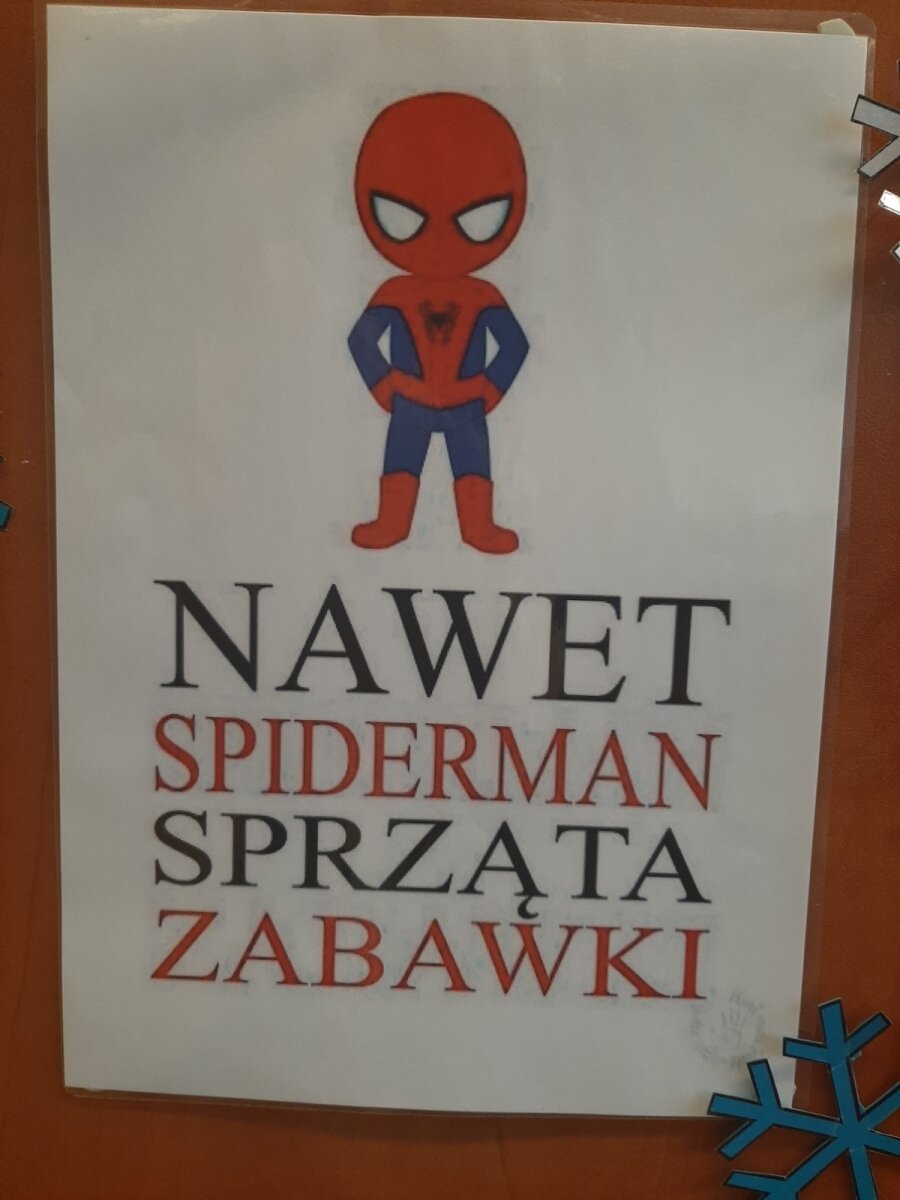 NAWET
SPIDERMAN
SPRZĄTA
ZABAWKI